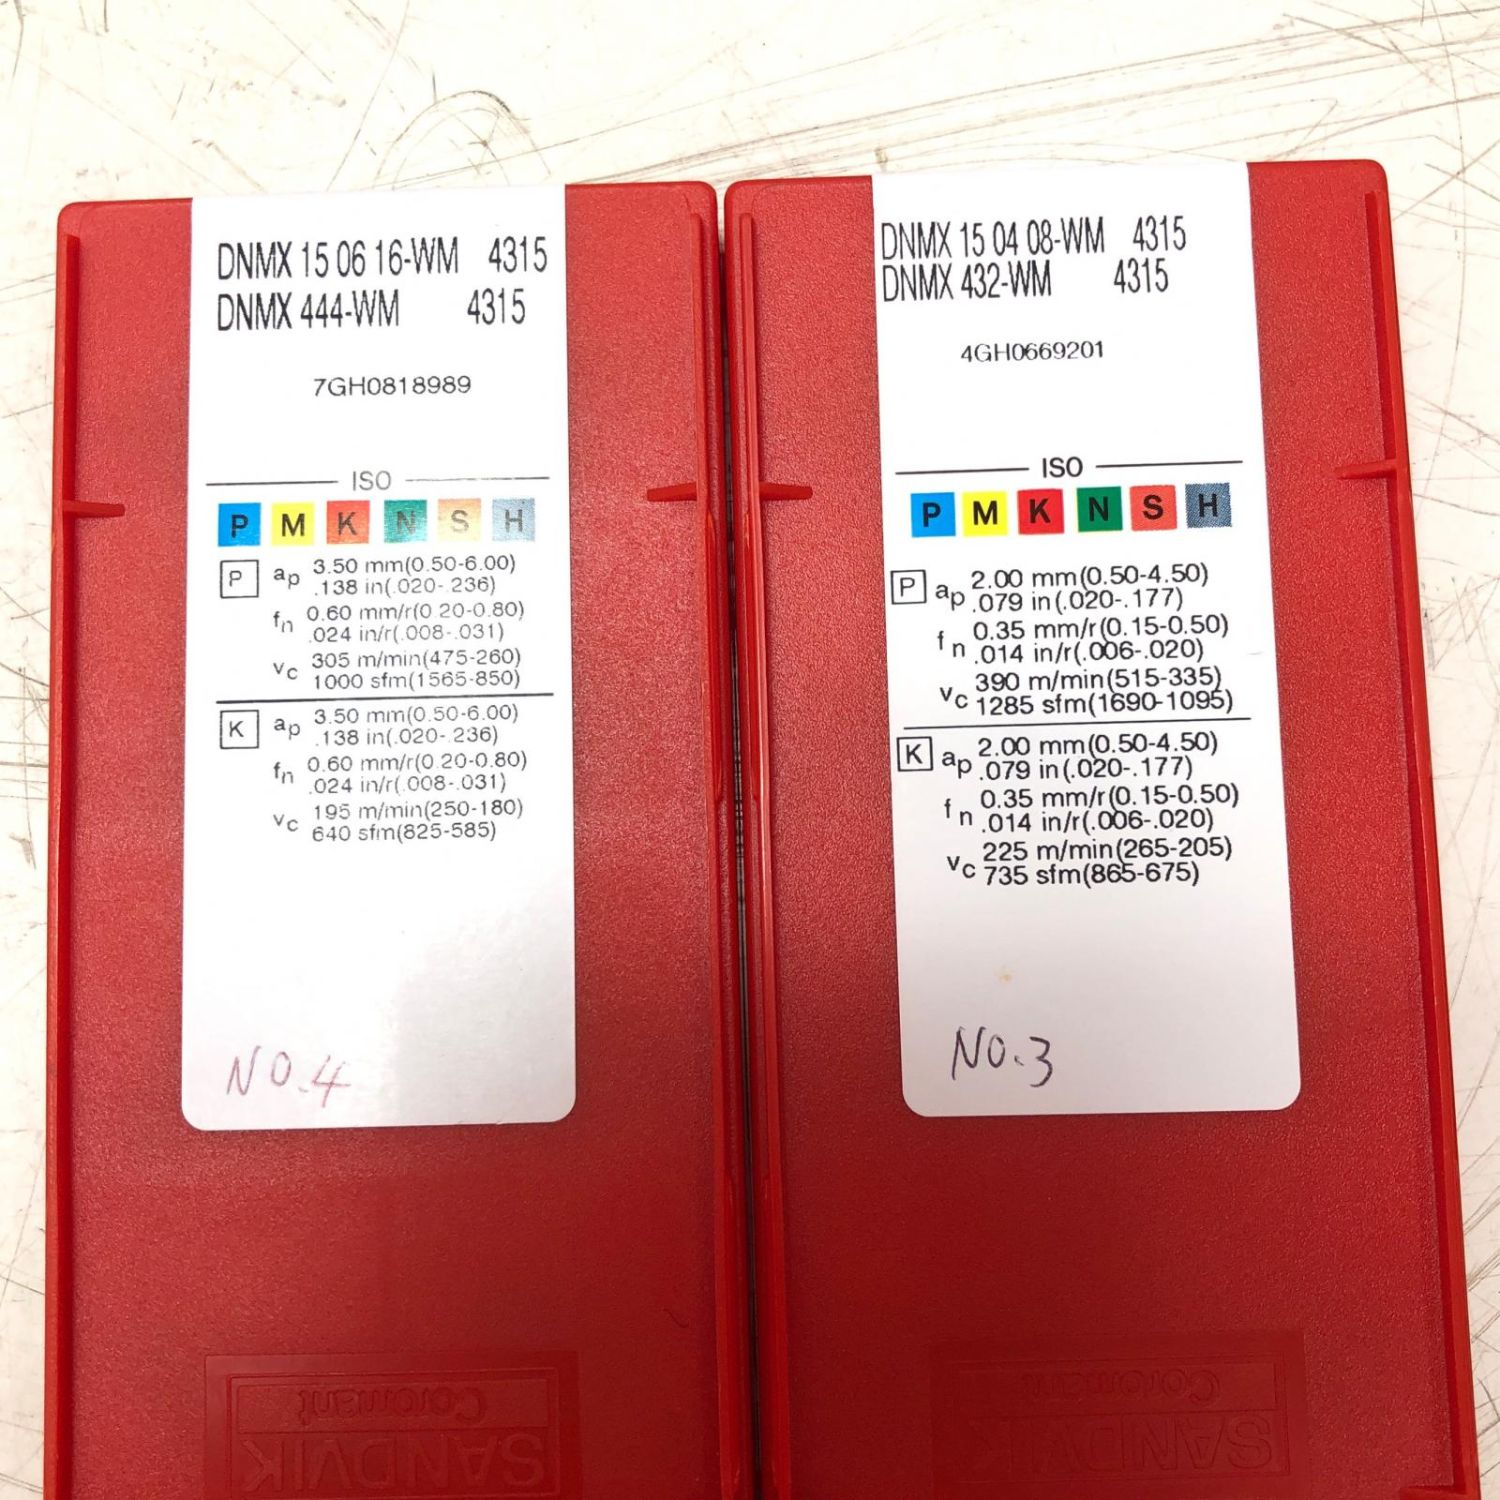 DNMX 15 06 16-WM 4315
DNMX 444-WM 4315
7GH0818989
ISO
P M K N S H
P ap 3.50 mm(0.50-6.00)
.138 in(.020-.236)
fn 0.60 mm/r(0.20-0.80)
.024 in/r(.008-.031)
vc 305 m/min(475-260)
1000 sfm(1565-850)
K ap 3.50 mm(0.50-6.00)
.138 in(.020-.236)
fn 0.60 mm/r(0.20-0.80)
.024 in/r(.008-.031)
vc 195 m/min(250-180)
640 sfm(825-585)
NO.4
SANDVIK
Coromant
DNMX 15 04 08-WM 4315
DNMX 432-WM 4315
4GH0669201
ISO
P M K N S H
P ap 2.00 mm(0.50-4.50)
.079 in(.020-.177)
fn 0.35 mm/r(0.15-0.50)
.014 in/r(.006-.020)
vc 390 m/min(515-335)
1285 sfm(1690-1095)
K ap 2.00 mm(0.50-4.50)
.079 in(.020-.177)
fn 0.35 mm/r(0.15-0.50)
.014 in/r(.006-.020)
vc 225 m/min(265-205)
735 sfm(865-675)
NO.3
SANDVIK
Coromant